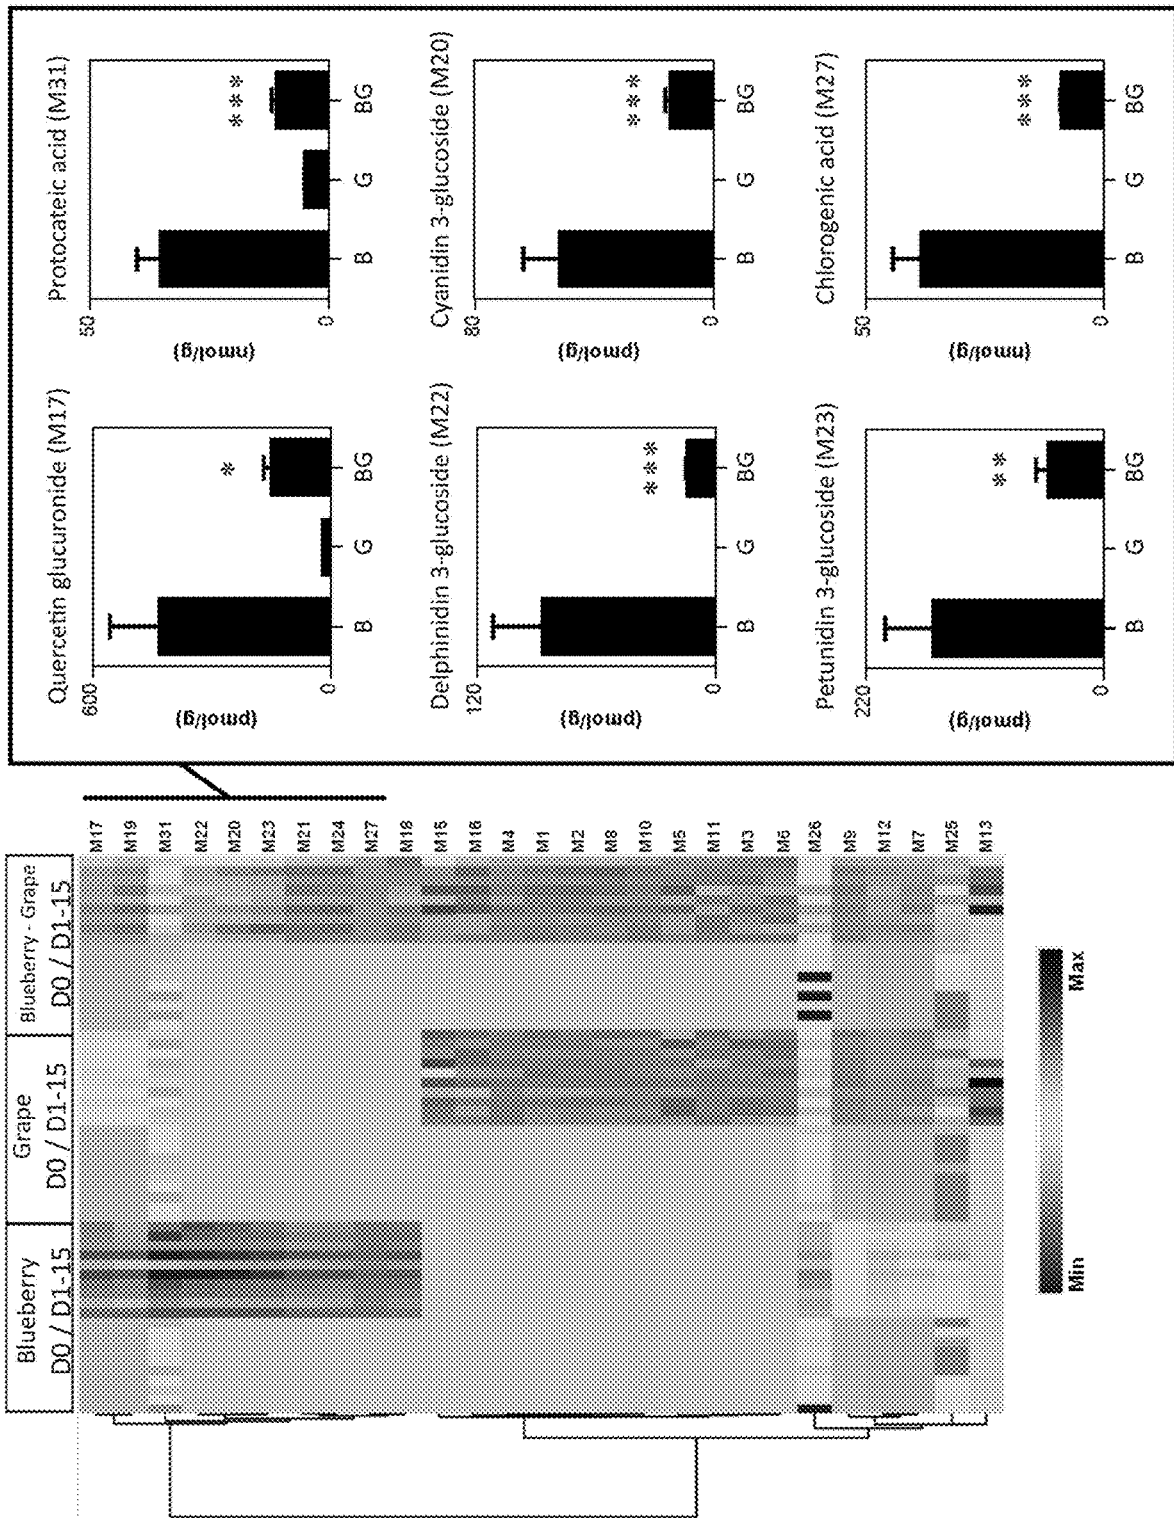 Blueberry
D0 / D1-15
Grape
D0 / D1-15
Blueberry - Grape
D0 / D1-15
M17
M19
M31
M22
M20
M23
M21
M24
M27
M18
M15
M16
M4
M1
M2
M8
M10
M5
M11
M3
M6
M26
M9
M12
M7
M25
M13
Min
Max
Quercetin glucuronide (M17)
600
0
(pmol/g)
B
G
BG
*
Protocateic acid (M31)
50
0
(nmol/g)
B
G
BG
***
Delphinidin 3-glucoside (M22)
120
0
(pmol/g)
B
G
BG
***
Cyanidin 3-glucoside (M20)
80
0
(pmol/g)
B
G
BG
***
Petunidin 3-glucoside (M23)
220
0
(pmol/g)
B
G
BG
**
Chlorogenic acid (M27)
50
0
(nmol/g)
B
G
BG
***